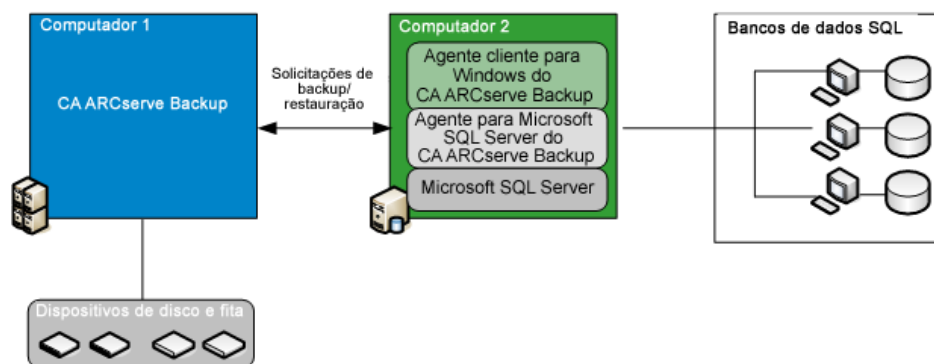 Computador 1
CA ARCserve Backup
Solicitações de
backup/
restauração
Computador 2
Agente cliente para
Windows do
CA ARCserve Backup
Agente para Microsoft
SQL Server do
CA ARCserve Backup
Microsoft SQL Server
Bancos de dados SQL
Dispositivos de disco e fita